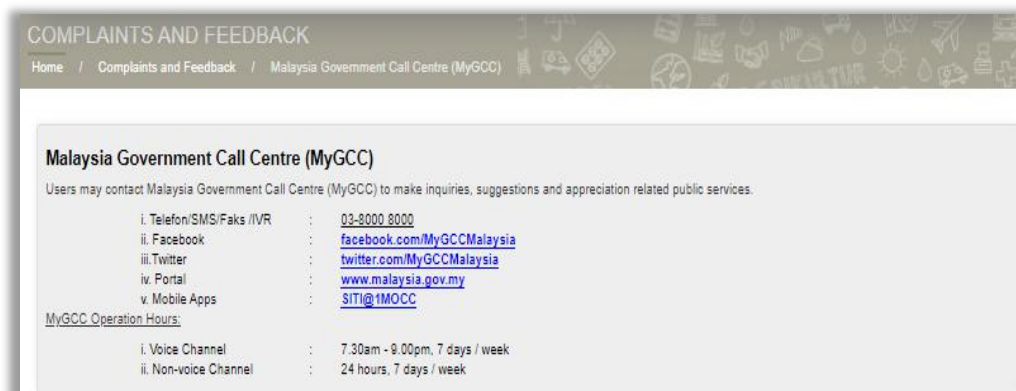 COMPLAINTS AND FEEDBACK
Home / Complaints and Feedback / Malaysia Government Call Centre (MyGCC)
Malaysia Government Call Centre (MyGCC)
Users may contact Malaysia Government Call Centre (MyGCC) to make inquiries, suggestions and appreciation related public services.
i. Telefon/SMS/Faks /IVR : 03-8000 8000
ii. Facebook : facebook.com/MyGCCMalaysia
iii.Twitter : twitter.com/MyGCCMalaysia
iv. Portal : www.malaysia.gov.my
v. Mobile Apps : SITI@1MOCC
MyGCC Operation Hours:
i. Voice Channel : 7.30am - 9.00pm, 7 days / week
ii. Non-voice Channel : 24 hours, 7 days / week